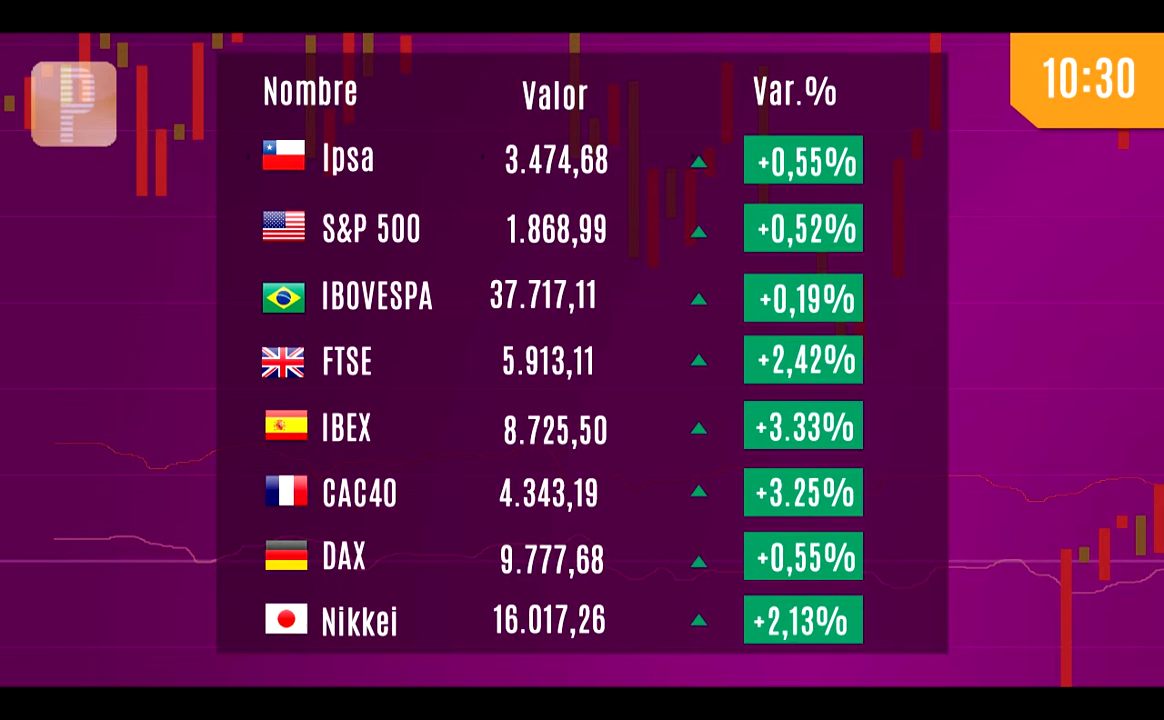 P
10:30
Nombre Valor Var.%
Ipsa 3.474,68 +0,55%
S&P 500 1.868,99 +0,52%
IBOVESPA 37.717,11 +0,19%
FTSE 5.913,11 +2,42%
IBEX 8.725,50 +3.33%
CAC40 4.343,19 +3.25%
DAX 9.777,68 +0,55%
Nikkei 16.017,26 +2,13%